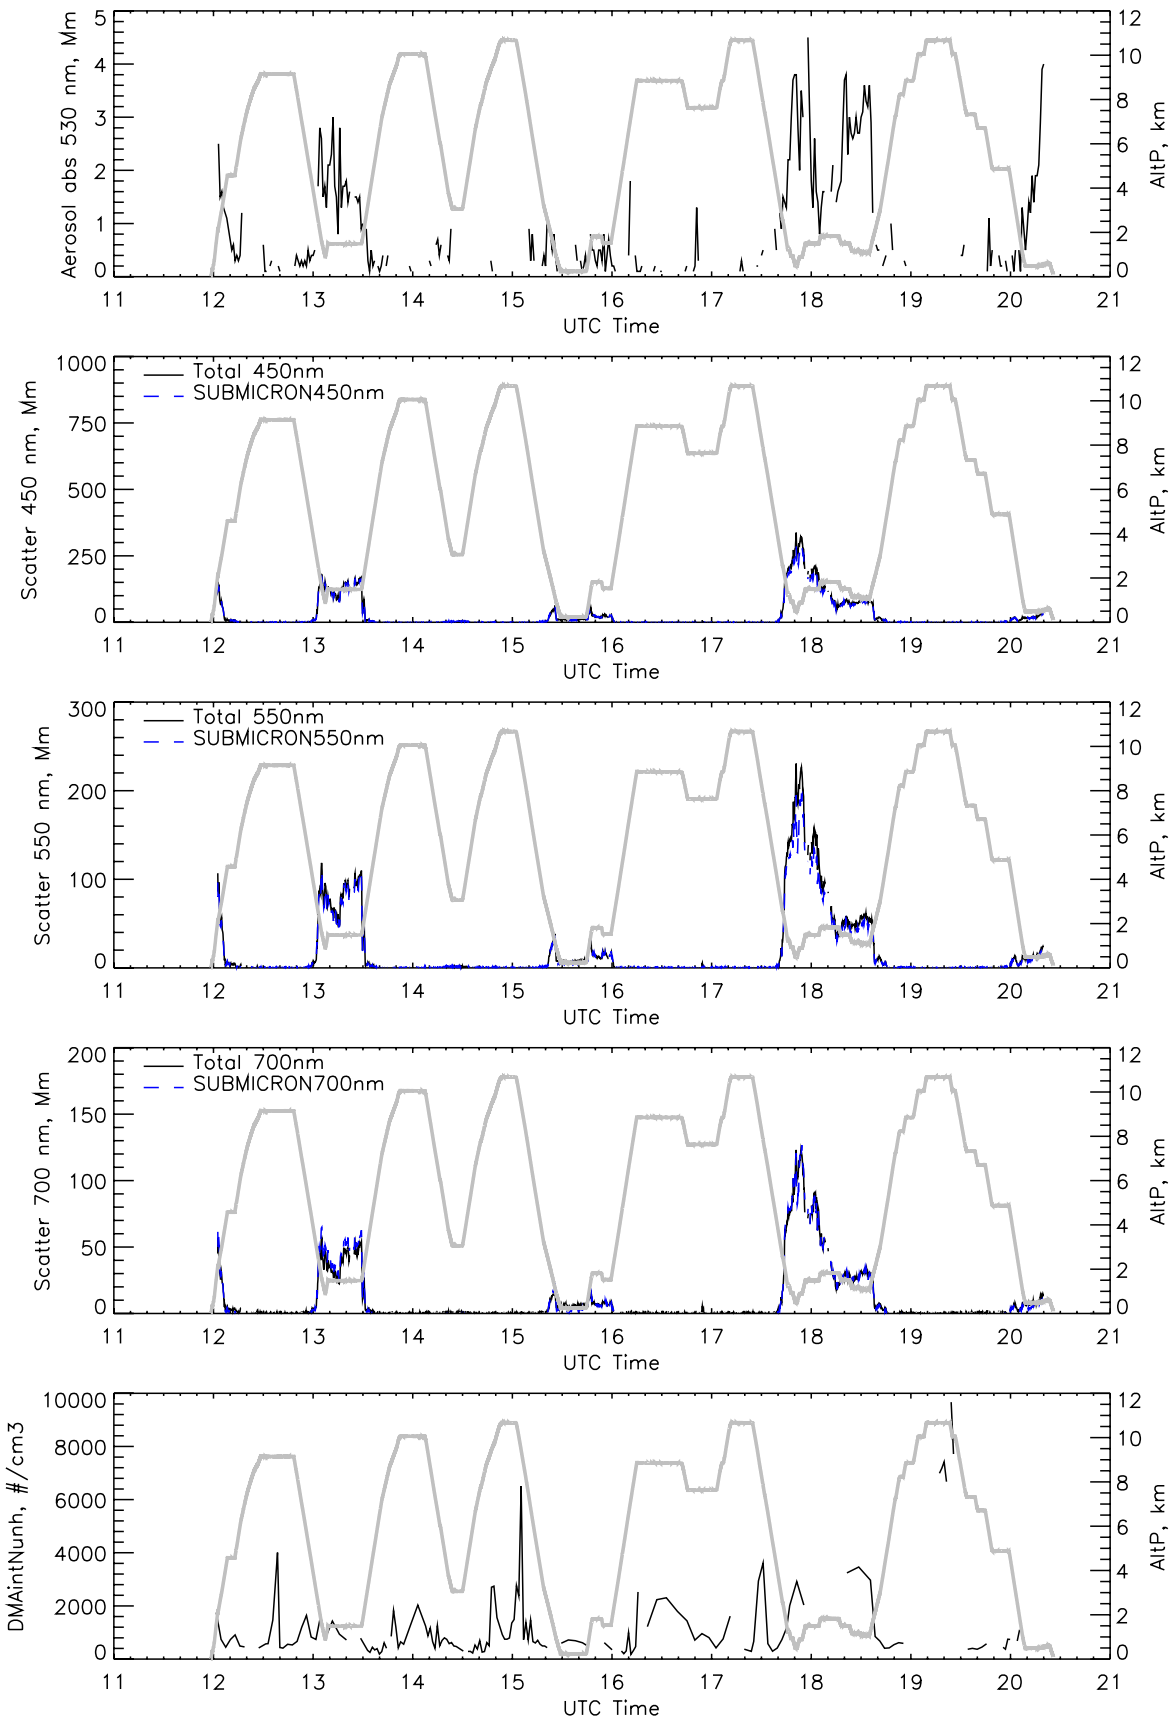 Aerosol abs 530 nm, Mm
5
4
3
2
1
0
12
10
8
6
4
2
0
AltP, km
11 12 13 14 15 16 17 18 19 20 21
UTC Time
Scatter 450 nm, Mm
1000
750
500
250
0
Total 450nm
SUBMICRON450nm
12
10
8
6
4
2
0
AltP, km
11 12 13 14 15 16 17 18 19 20 21
UTC Time
Scatter 550 nm, Mm
300
200
100
0
Total 550nm
SUBMICRON550nm
12
10
8
6
4
2
0
AltP, km
11 12 13 14 15 16 17 18 19 20 21
UTC Time
Scatter 700 nm, Mm
200
150
100
50
0
Total 700nm
SUBMICRON700nm
12
10
8
6
4
2
0
AltP, km
11 12 13 14 15 16 17 18 19 20 21
UTC Time
DMAintNunh, #/cm3
10000
8000
6000
4000
2000
0
12
10
8
6
4
2
0
AltP, km
11 12 13 14 15 16 17 18 19 20 21
UTC Time